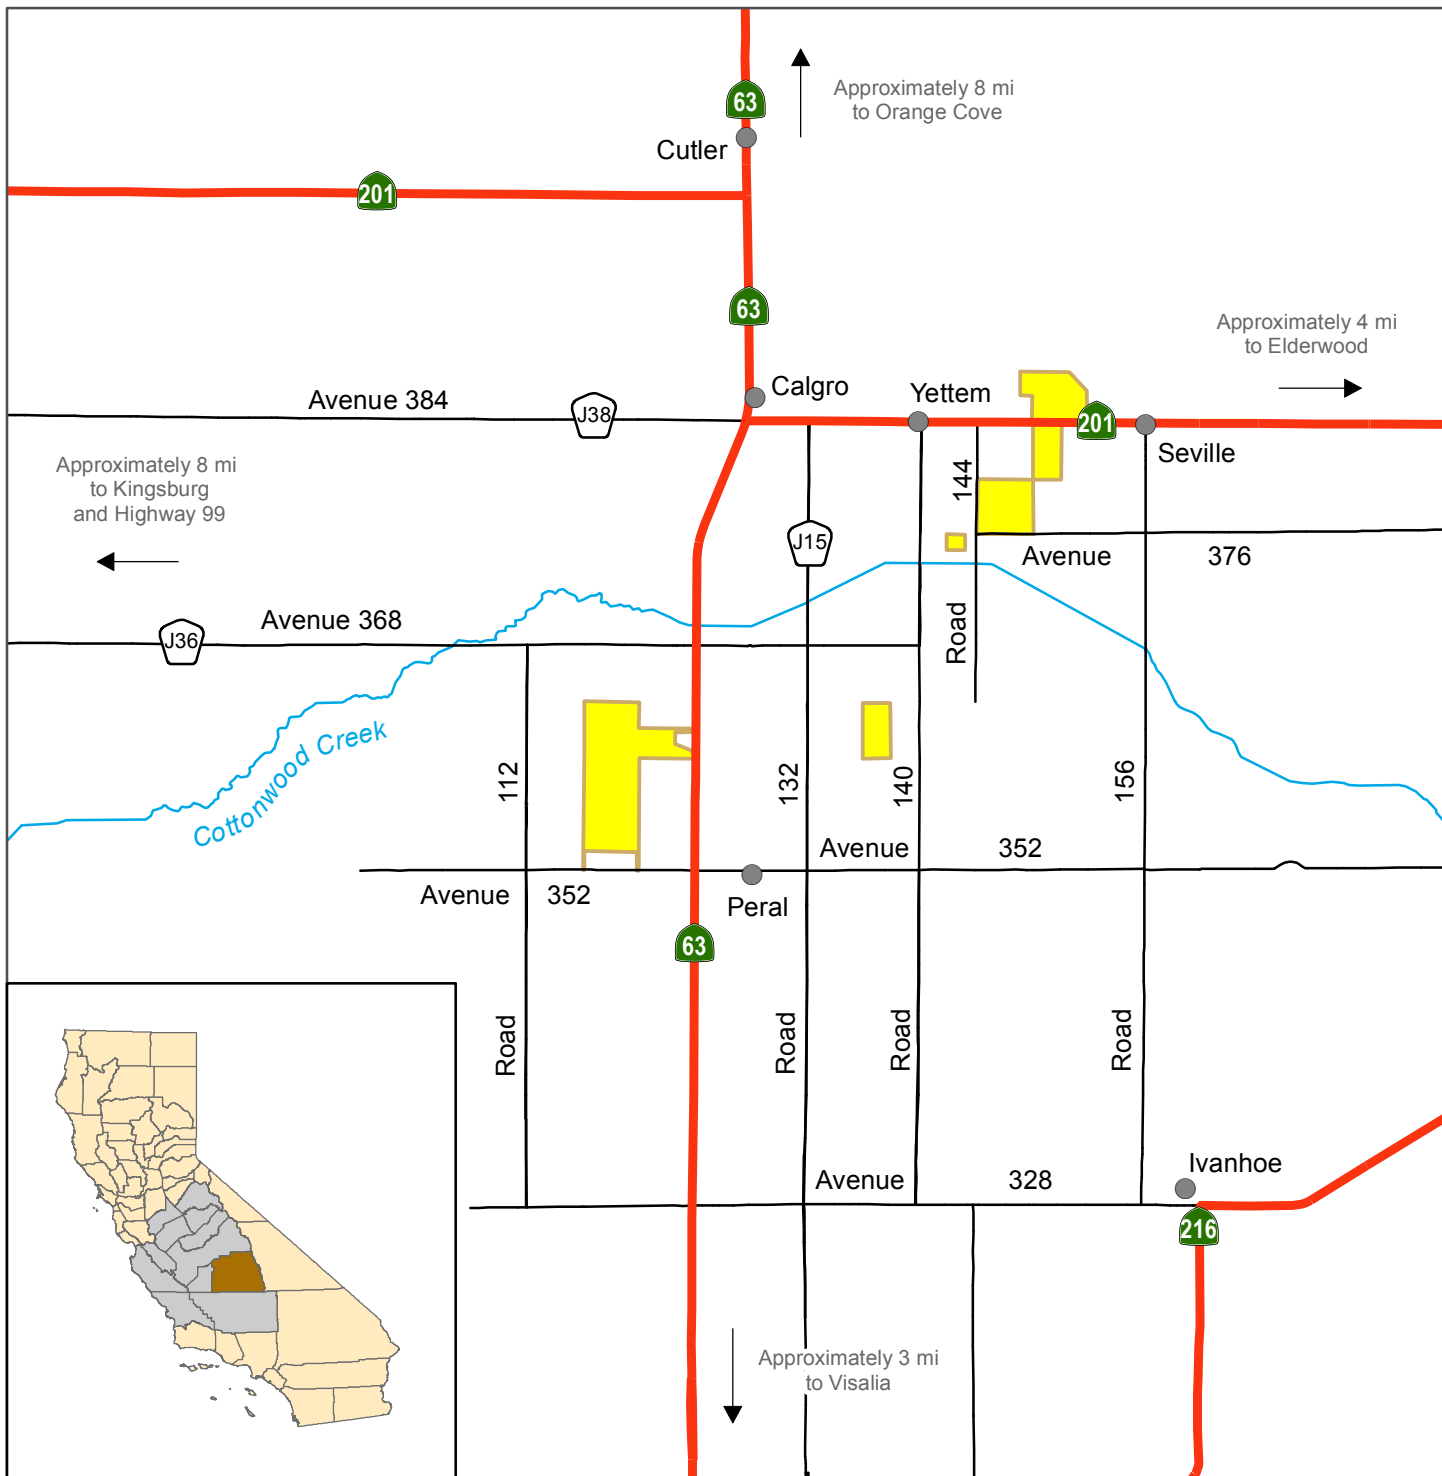 63
Approximately 8 mi
to Orange Cove
Cutler
201
63
Approximately 4 mi
to Elderwood
Calgro
Yettem
Avenue 384
J38
201
Seville
Approximately 8 mi
to Kingsburg
and Highway 99
144
J15
Avenue 376
Avenue 368
J36
Road
Cottonwood Creek
112
132
140
156
Avenue 352
Avenue 352
Peral
63
Road
Road
Road
Road
Ivanhoe
Avenue 328
216
Approximately 3 mi
to Visalia